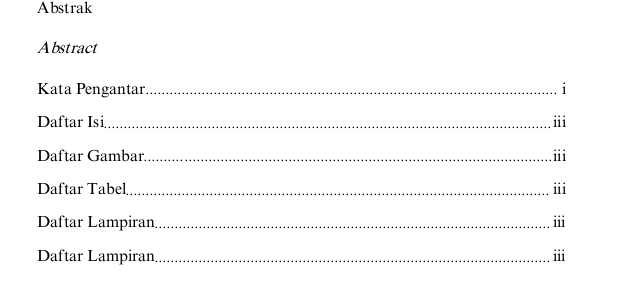 Abstrak
Abstract
Kata Pengantar.......................................................................................................... i
Daftar Isi...................................................................................................................iii
Daftar Gambar..........................................................................................................iii
Daftar Tabel............................................................................................................. iii
Daftar Lampiran...................................................................................................... iii
Daftar Lampiran...................................................................................................... iii